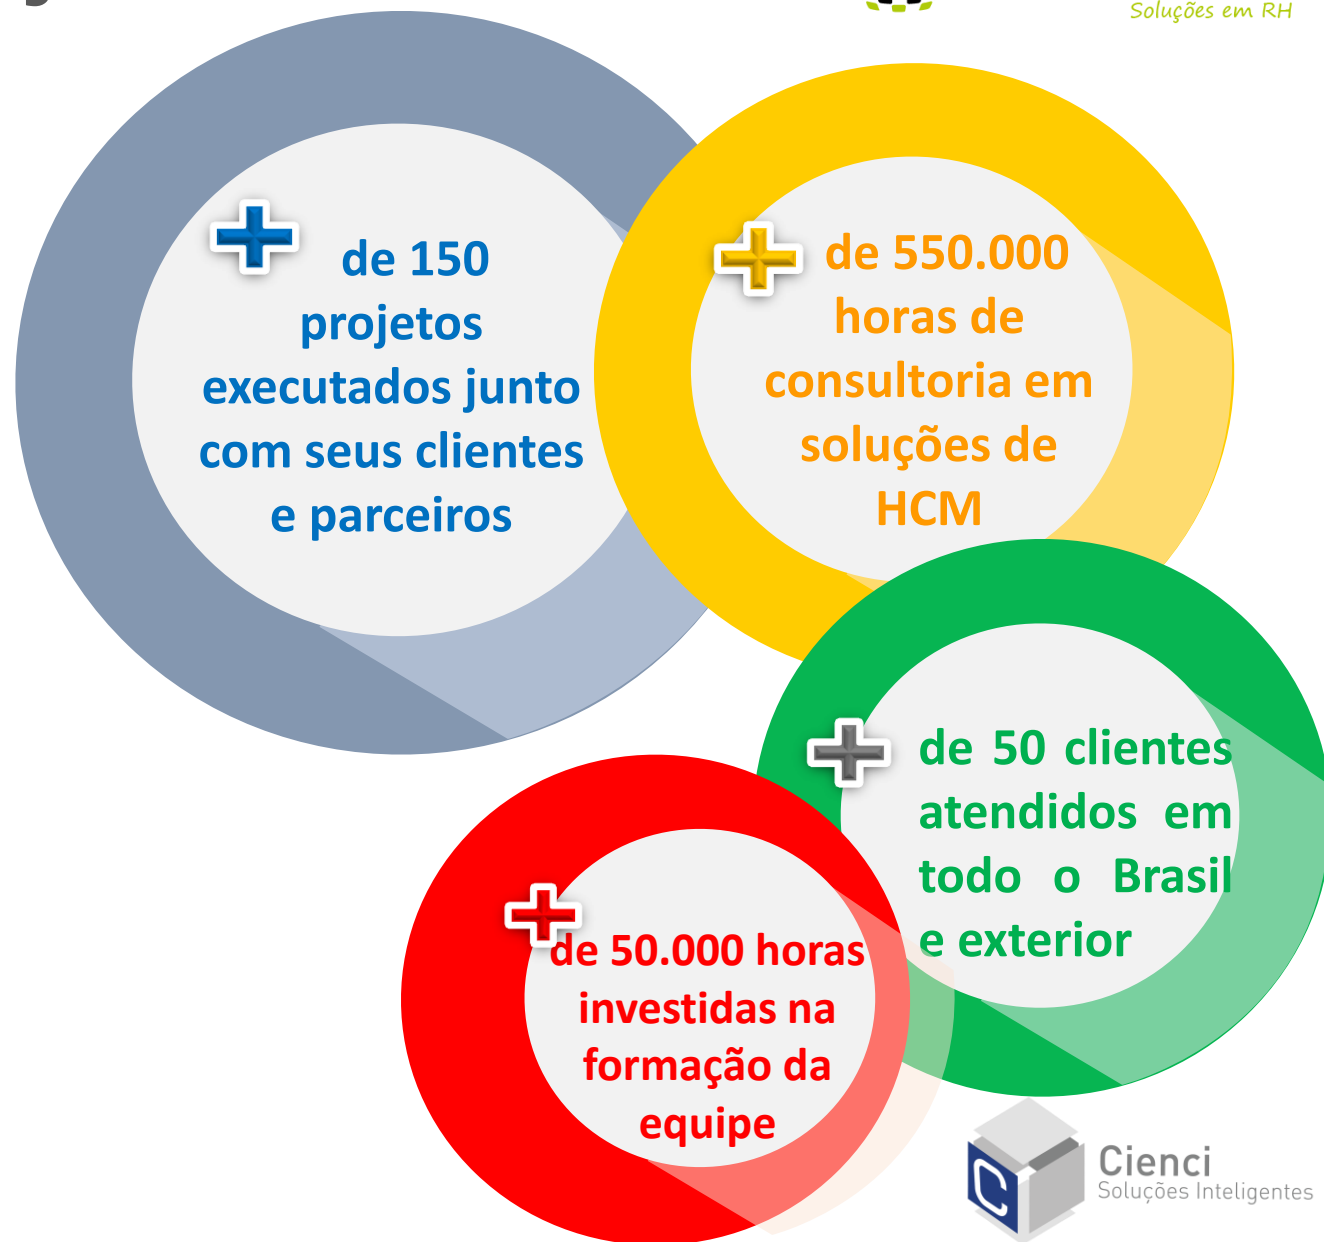 Soluções em RH
de 150
projetos
executados junto
com seus clientes
e parceiros
de 550.000
horas de
consultoria em
soluções de
HCM
de 50 clientes
atendidos em
todo o Brasil
e exterior
de 50.000 horas
investidas na
formação da
equipe
C
Cienci
Soluções Inteligentes